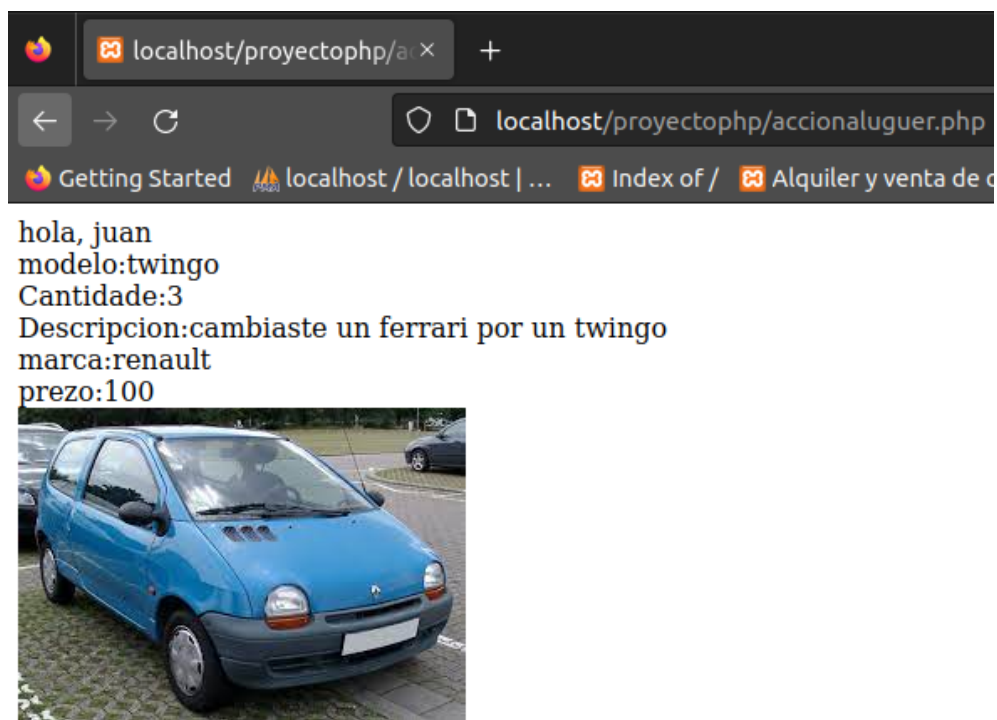 localhost/proyectophp/ac
localhost/proyectophp/accionaluguer.php
Getting Started localhost / localhost | ... Index of / Alquiler y venta de c
hola, juan
modelo:twingo
Cantidade:3
Descripcion:cambiaste un ferrari por un twingo
marca:renault
prezo:100